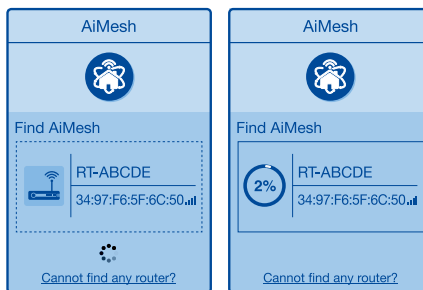 AiMesh
Find AiMesh
RT-ABCDE
34:97:F6:5F:6C:50
Cannot find any router?
AiMesh
Find AiMesh
2%
RT-ABCDE
34:97:F6:5F:6C:50
Cannot find any router?